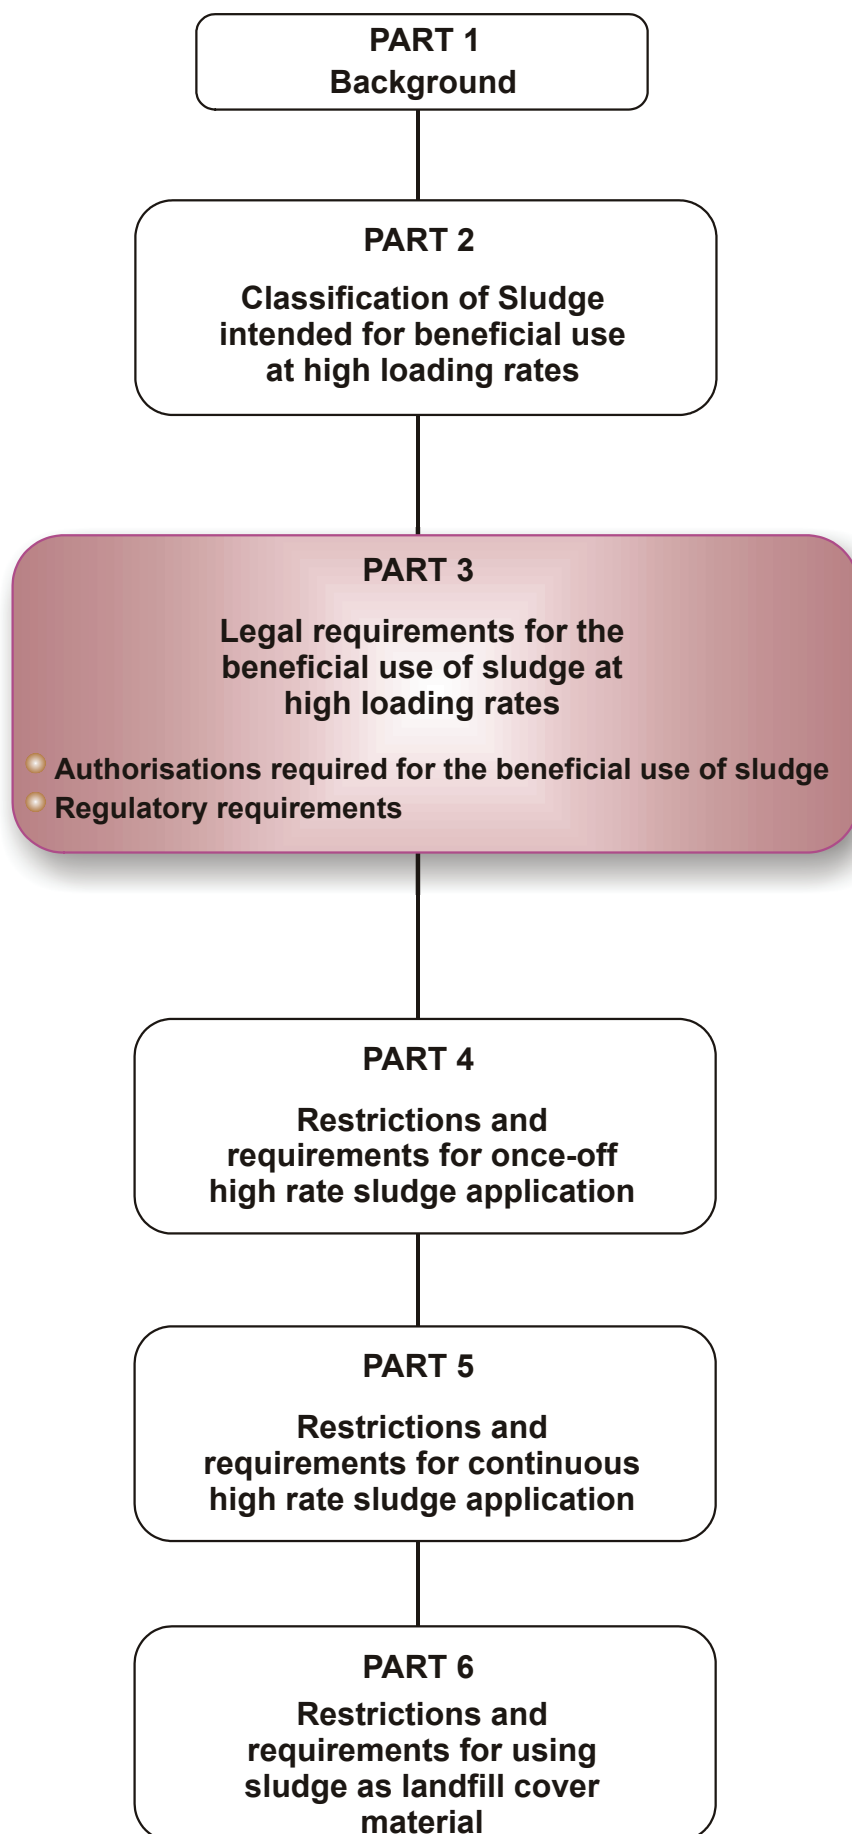 PART 1
Background
PART 2
Classification of Sludge
intended for beneficial use
at high loading rates
PART 3
Legal requirements for the
beneficial use of sludge at
high loading rates
Authorisations required for the beneficial use of sludge
Regulatory requirements
PART 4
Restrictions and
requirements for once-off
high rate sludge application
PART 5
Restrictions and
requirements for continuous
high rate sludge application
PART 6
Restrictions and
requirements for using
sludge as landfill cover
material